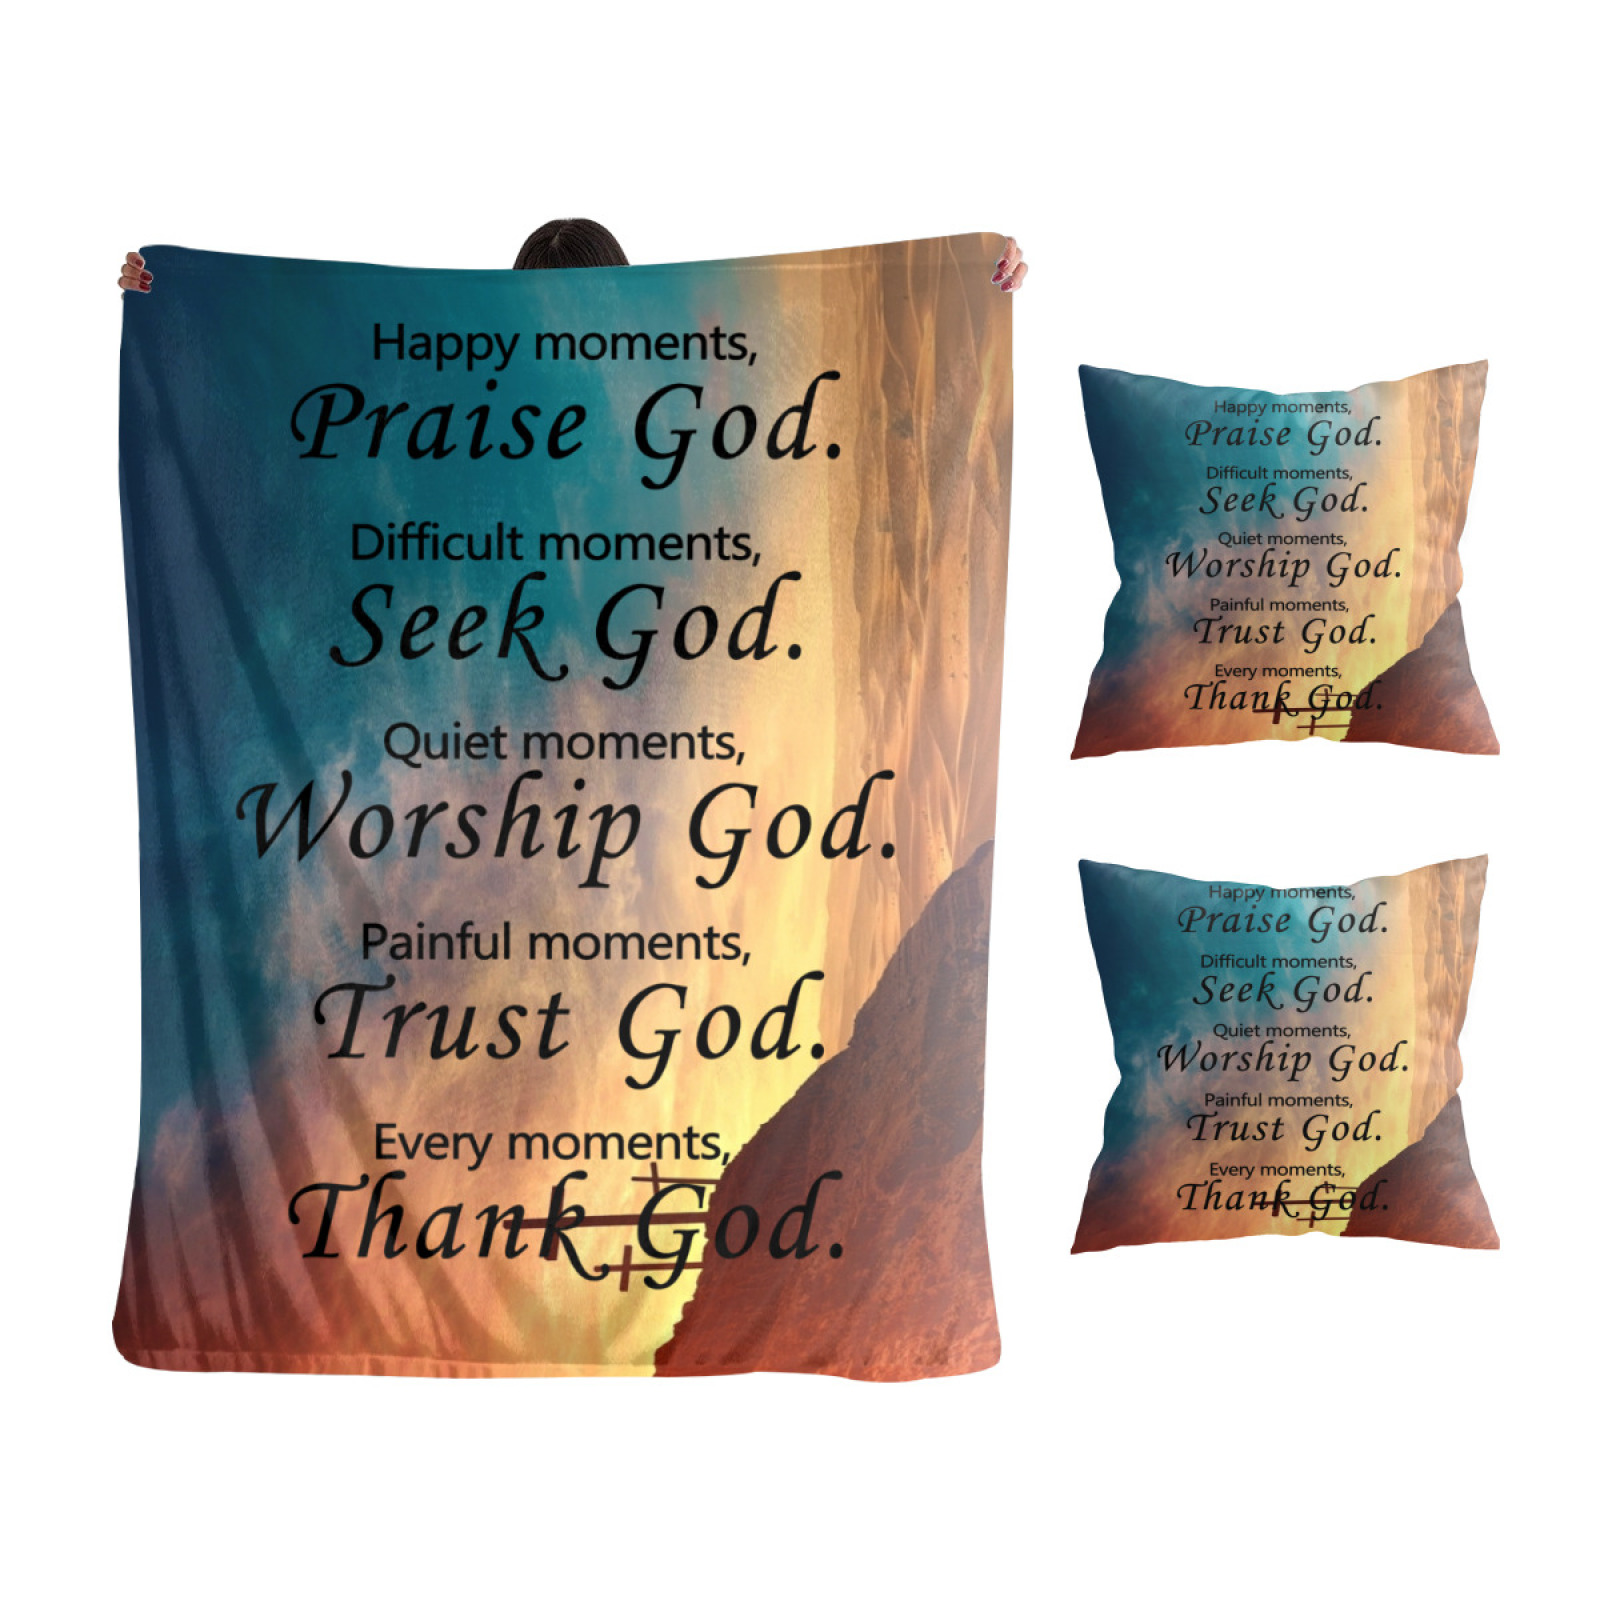 Happy moments,
Praise God.
Difficult moments,
Seek God.
Quiet moments,
Worship God.
Painful moments,
Trust God.
Every moments,
Thank God.
Happy moments,
Praise God.
Difficult moments,
Seek God.
Quiet moments,
Worship God.
Painful moments,
Trust God.
Every moments,
Thank God.
Happy moments,
Praise God.
Difficult moments,
Seek God.
Quiet moments,
Worship God.
Painful moments,
Trust God.
Every moments,
Thank God.